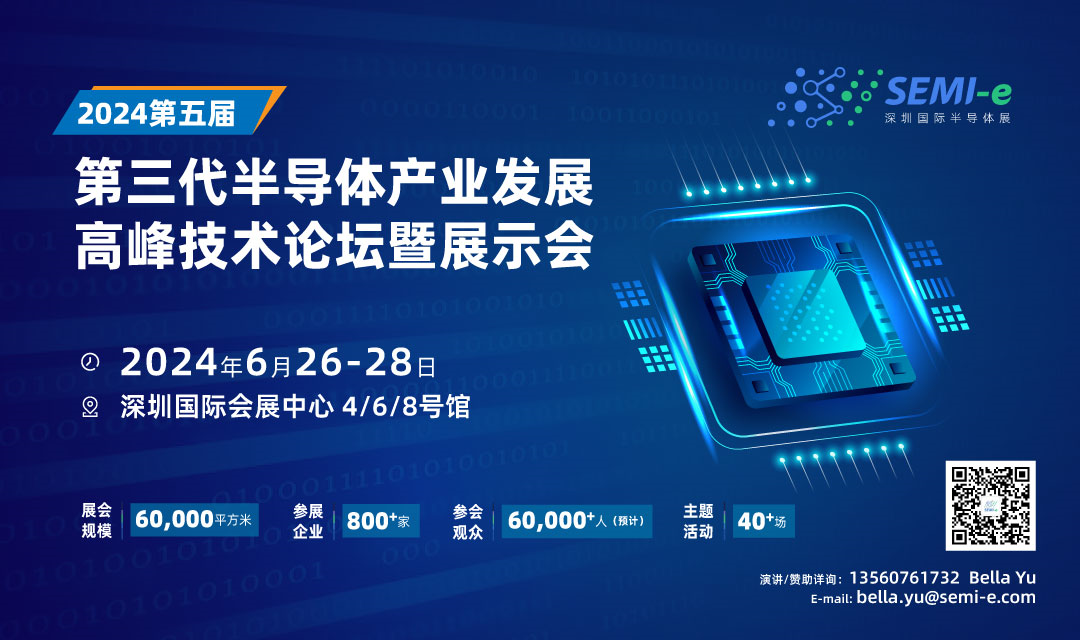 2024第五届
SEMI-e
深圳国际半导体展
第三代半导体产业发展
高峰技术论坛暨展示会
2024年6月26-28日
深圳国际会展中心 4/6/8号馆
展会
规模
60,000平方米
参展
企业
800+家
参会
观众
60,000+人（预计）
主题
活动
40+场
演讲/赞助详询：13560761732 Bella Yu
E-mail: bella.yu@semi-e.com